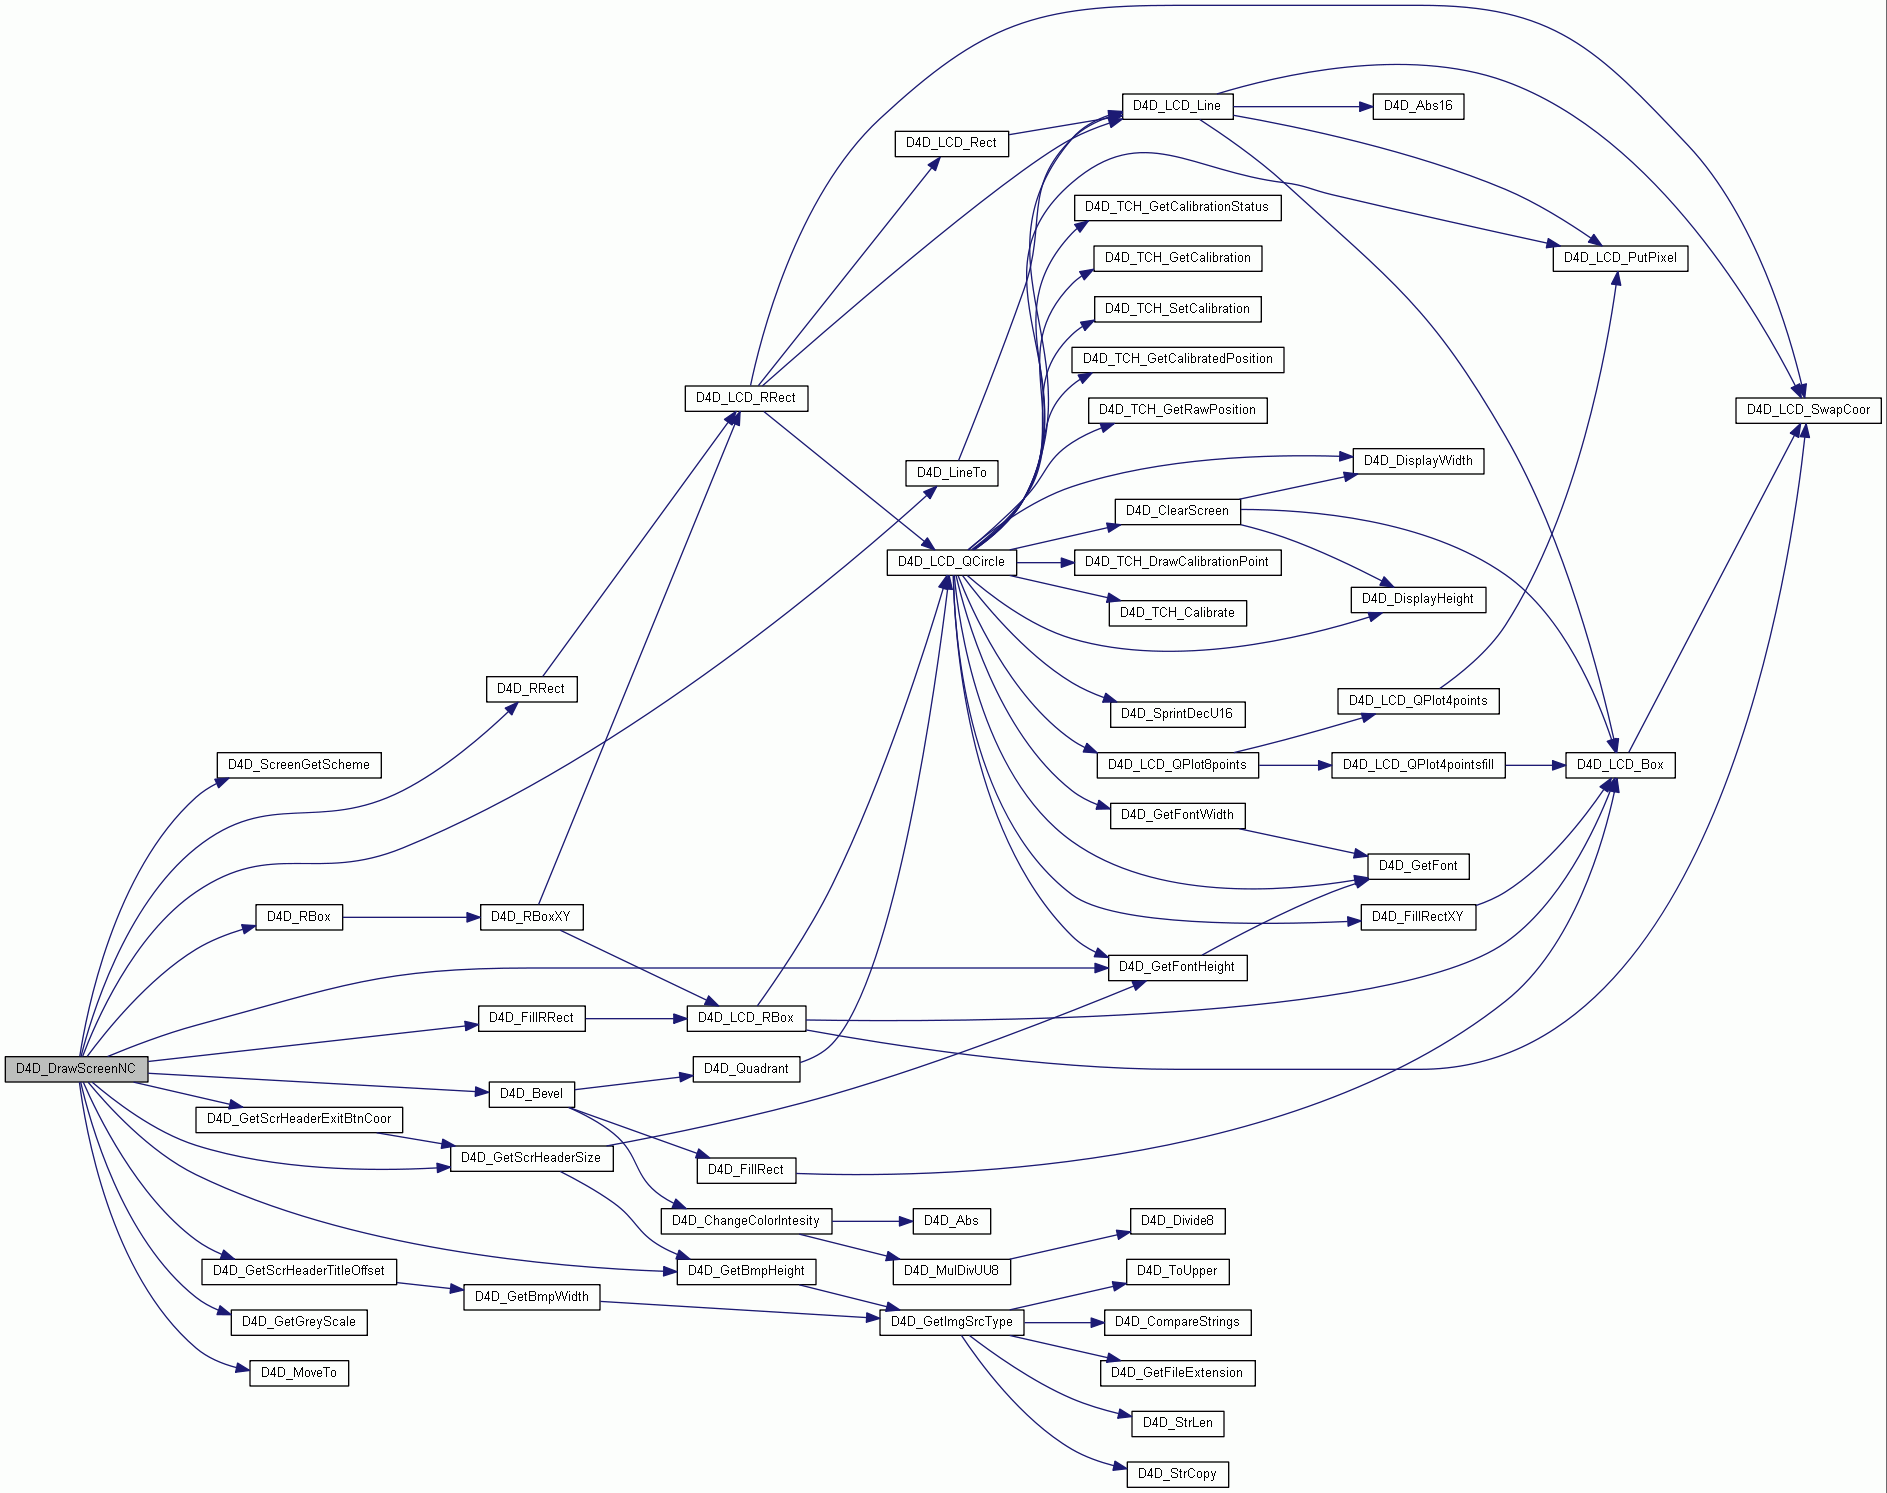 D4D_LCD_Line
D4D_Abs16
D4D_LCD_Rect
D4D_TCH_GetCalibrationStatus
D4D_TCH_GetCalibration
D4D_LCD_PutPixel
D4D_TCH_SetCalibration
D4D_TCH_GetCalibratedPosition
D4D_LCD_RRect
D4D_TCH_GetRawPosition
D4D_LCD_SwapCoor
D4D_LineTo
D4D_DisplayWidth
D4D_ClearScreen
D4D_LCD_QCircle
D4D_TCH_DrawCalibrationPoint
D4D_DisplayHeight
D4D_TCH_Calibrate
D4D_RRect
D4D_LCD_QPlot4points
D4D_SprintDecU16
D4D_ScreenGetScheme
D4D_LCD_QPlot8points
D4D_LCD_QPlot4pointsfill
D4D_LCD_Box
D4D_GetFontWidth
D4D_GetFont
D4D_RBox
D4D_RBoxXY
D4D_FillRectXY
D4D_GetFontHeight
D4D_FillRRect
D4D_LCD_RBox
D4D_DrawScreenNC
D4D_Quadrant
D4D_Bevel
D4D_GetScrHeaderExitBtnCoor
D4D_GetScrHeaderSize
D4D_FillRect
D4D_ChangeColorIntesity
D4D_Abs
D4D_Divide8
D4D_GetScrHeaderTitleOffset
D4D_GetBmpHeight
D4D_MulDivUU8
D4D_ToUpper
D4D_GetBmpWidth
D4D_GetGreyScale
D4D_GetImgSrcType
D4D_CompareStrings
D4D_MoveTo
D4D_GetFileExtension
D4D_StrLen
D4D_StrCopy